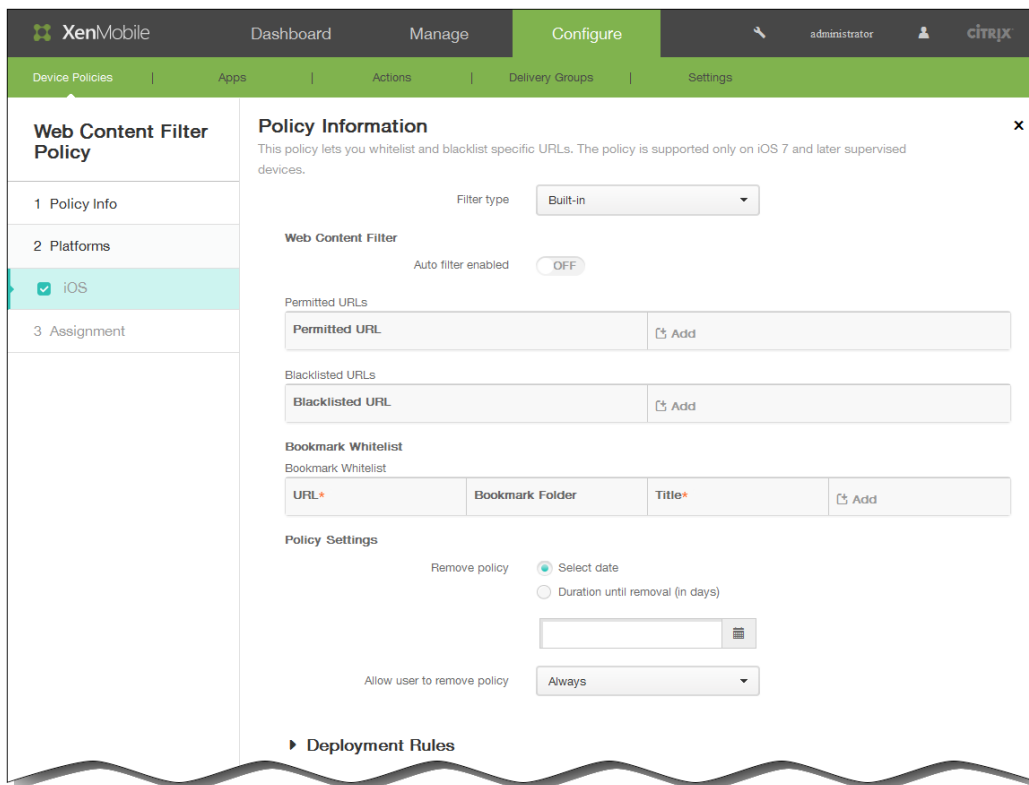 XenMobile Dashboard Manage Configure administrator CITRIX
Device Policies | Apps | Actions | Delivery Groups | Settings
Web Content Filter
Policy
1 Policy Info
2 Platforms
iOS
3 Assignment
Policy Information
This policy lets you whitelist and blacklist specific URLs. The policy is supported only on iOS 7 and later supervised
devices.
Filter type Built-in
Web Content Filter
Auto filter enabled OFF
Permitted URLs
Permitted URL Add
Blacklisted URLs
Blacklisted URL Add
Bookmark Whitelist
Bookmark Whitelist
URL* Bookmark Folder Title* Add
Policy Settings
Remove policy Select date
Duration until removal (in days)
Allow user to remove policy Always
Deployment Rules